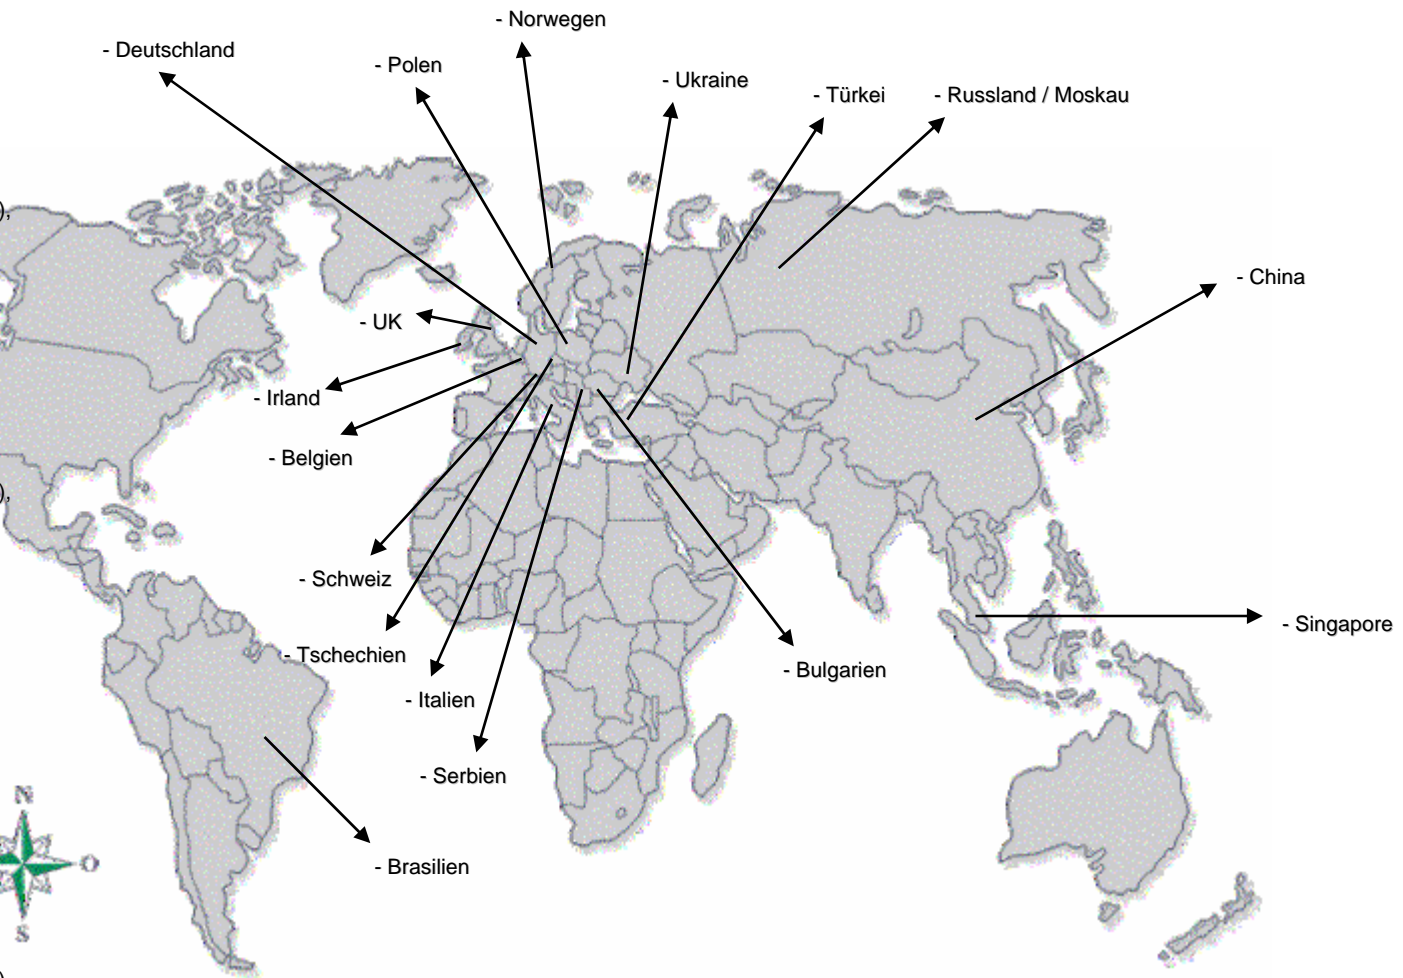 - Norwegen
- Deutschland
- Polen
- Ukraine
- Türkei
- Russland / Moskau
),
- China
- UK
- Irland
- Belgien
),
- Schweiz
- Singapore
- Tschechien
- Bulgarien
- Italien
- Serbien
N
O
- Brasilien
S
)